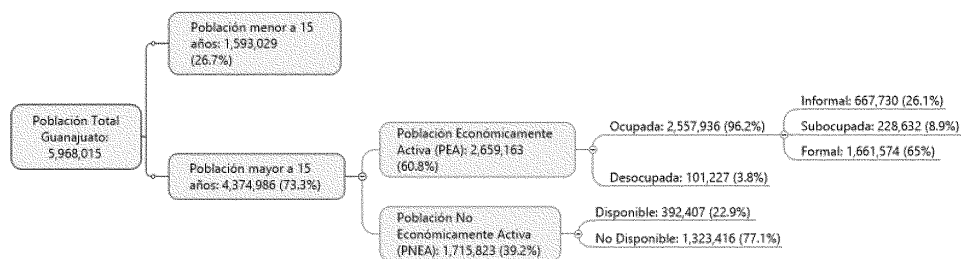 Población menor a 15
años: 1,593,029
(26.7%)
Población Total
Guanajuato:
5,968,015
Población mayor a 15
años: 4,374,986 (73.3%)
Población Económicamente
Activa (PEA): 2,659,163
(60.8%)
Ocupada: 2,557,936 (96.2%)
Informal: 667,730 (26.1%)
Subocupada: 228,632 (8.9%)
Formal: 1,661,574 (65%)
Desocupada: 101,227 (3.8%)
Población No
Económicamente Activa
(PNEA): 1,715,823 (39.2%)
Disponible: 392,407 (22.9%)
No Disponible: 1,323,416 (77.1%)